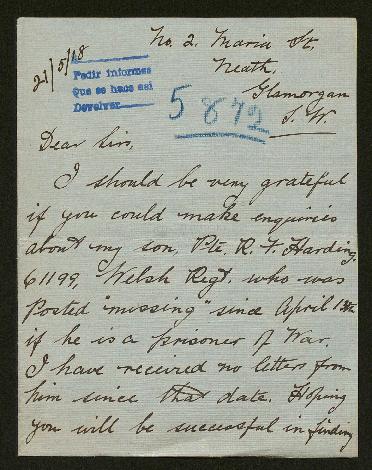 No. 2. Maria St.
Neath.
Glamorgan
S. W.
21/5/18
Pedir informes
Que se hace asi
Devolver
5872
Dear Sir,
I should be very grateful
if you could make enquiries
about my son, Pte. R. F. Harding,
61199, Welsh Regt. who was
Posted "missing" since April
if he is a prisoner of War.
I have received no letters from
him since that date. Hoping
you will be successful in finding